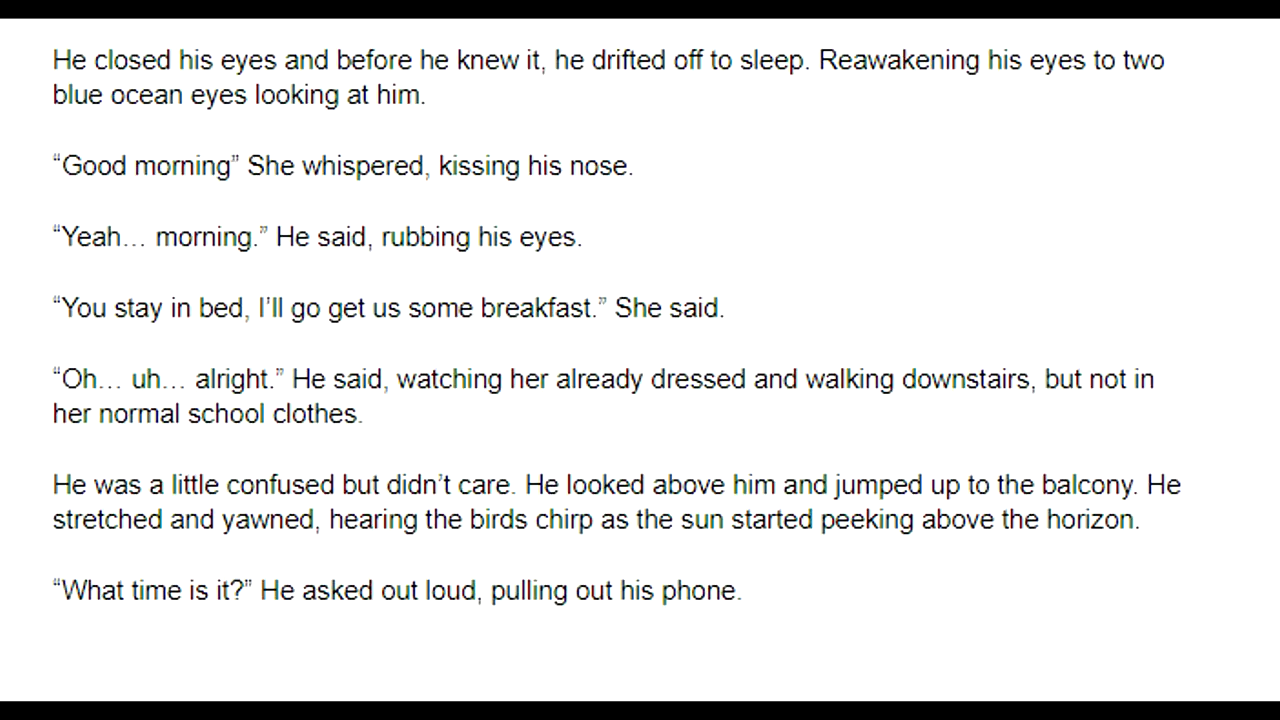 He closed his eyes and before he knew it, he drifted off to sleep. Reawakening his eyes to two
blue ocean eyes looking at him.
“Good morning” She whispered, kissing his nose.
“Yeah… morning.” He said, rubbing his eyes.
“You stay in bed, I’ll go get us some breakfast.” She said.
“Oh… uh… alright.” He said, watching her already dressed and walking downstairs, but not in
her normal school clothes.
He was a little confused but didn’t care. He looked above him and jumped up to the balcony. He
stretched and yawned, hearing the birds chirp as the sun started peeking above the horizon.
“What time is it?” He asked out loud, pulling out his phone.